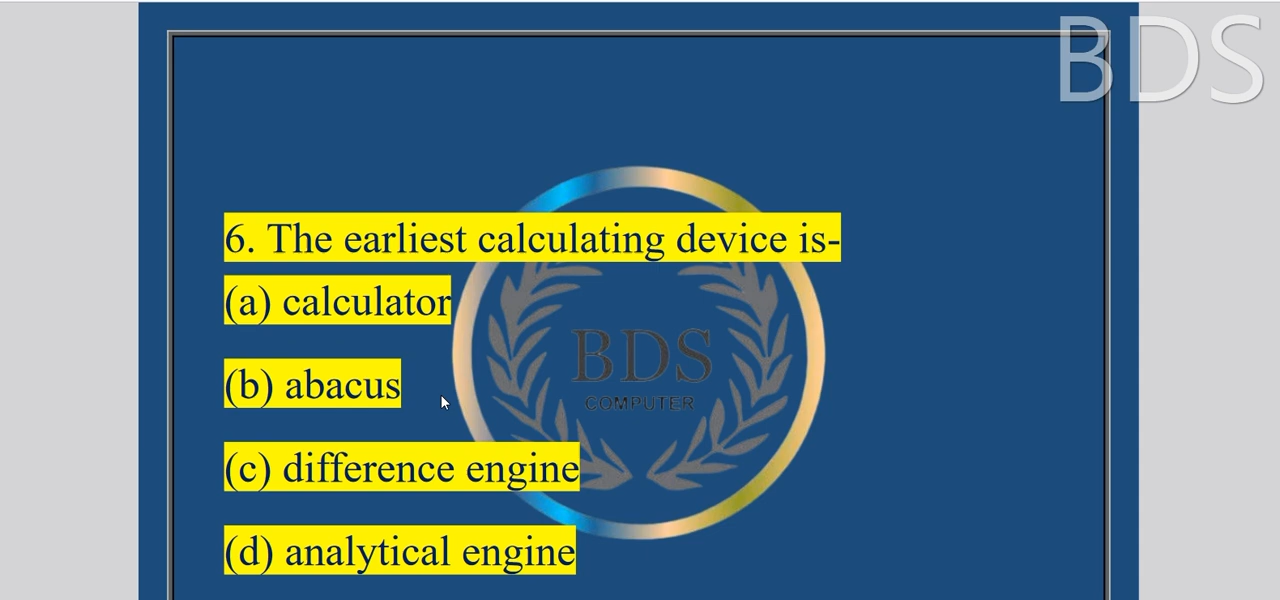 BDS
6. The earliest calculating device is-
(a) calculator
(b) abacus
(c) difference engine
(d) analytical engine
BDS
COMPUTER